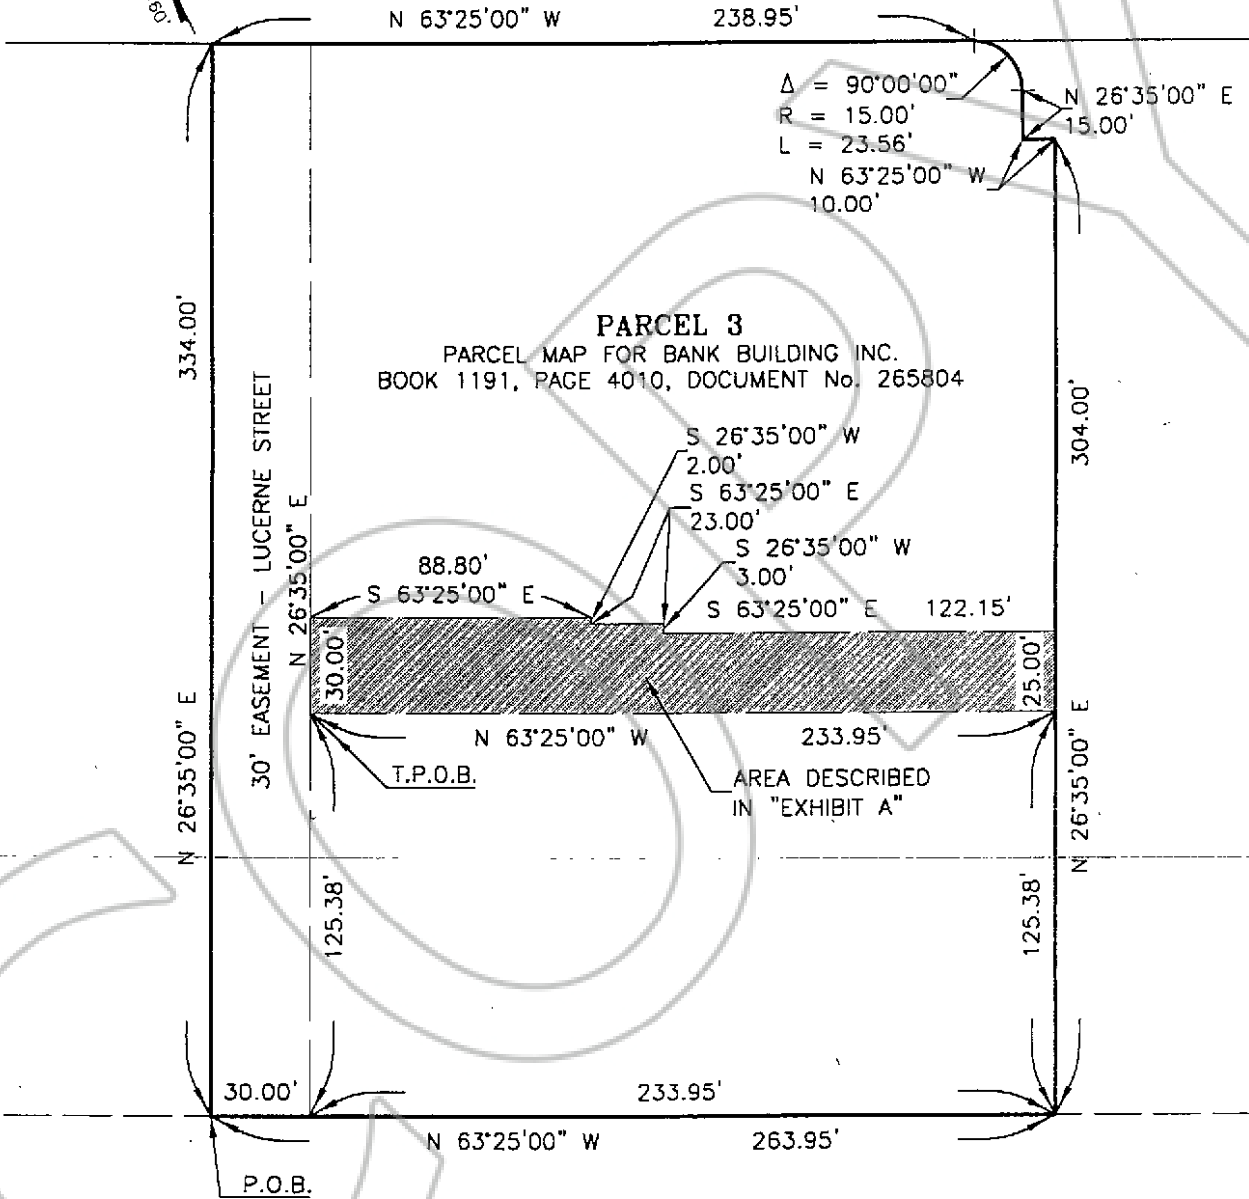 60'
N 63°25'00" W 238.95'
Δ = 90°00'00"
R = 15.00'
L = 23.56'
N 26°35'00" E
15.00'
N 63°25'00" W
10.00'
334.00'
PARCEL 3
PARCEL MAP FOR BANK BUILDING INC.
BOOK 1191, PAGE 4010, DOCUMENT No. 265804
304.00'
30' EASEMENT - LUCERNE STREET
N 26°35'00" E
S 26°35'00" W
2.00'
S 63°25'00" E
23.00'
S 26°35'00" W
3.00'
88.80'
S 63°25'00" E
S 63°25'00" E 122.15'
30.00'
25.00'
N 26°35'00" E
N 63°25'00" W 233.95'
T.P.O.B.
AREA DESCRIBED
IN "EXHIBIT A"
N 26°35'00" E
125.38'
125.38'
30.00'
233.95'
N 63°25'00" W 263.95'
P.O.B.